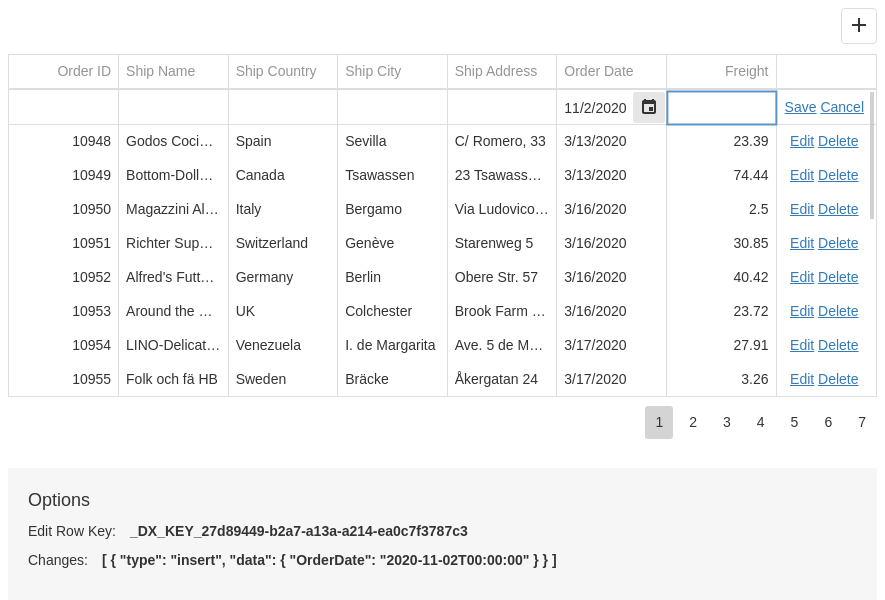 Order ID Ship Name Ship Country Ship City Ship Address Order Date Freight
11/2/2020 Save Cancel
10948 Godos Coci… Spain Sevilla C/ Romero, 33 3/13/2020 23.39 Edit Delete
10949 Bottom-Doll… Canada Tsawassen 23 Tsawass… 3/13/2020 74.44 Edit Delete
10950 Magazzini Al… Italy Bergamo Via Ludovico… 3/16/2020 2.5 Edit Delete
10951 Richter Sup… Switzerland Genève Starenweg 5 3/16/2020 30.85 Edit Delete
10952 Alfred's Futt… Germany Berlin Obere Str. 57 3/16/2020 40.42 Edit Delete
10953 Around the … UK Colchester Brook Farm … 3/16/2020 23.72 Edit Delete
10954 LINO-Delicat… Venezuela I. de Margarita Ave. 5 de M… 3/17/2020 27.91 Edit Delete
10955 Folk och fä HB Sweden Bräcke Åkergatan 24 3/17/2020 3.26 Edit Delete
1 2 3 4 5 6 7
Options
Edit Row Key: _DX_KEY_27d89449-b2a7-a13a-a214-ea0c7f3787c3
Changes: [ { "type": "insert", "data": { "OrderDate": "2020-11-02T00:00:00" } } ]